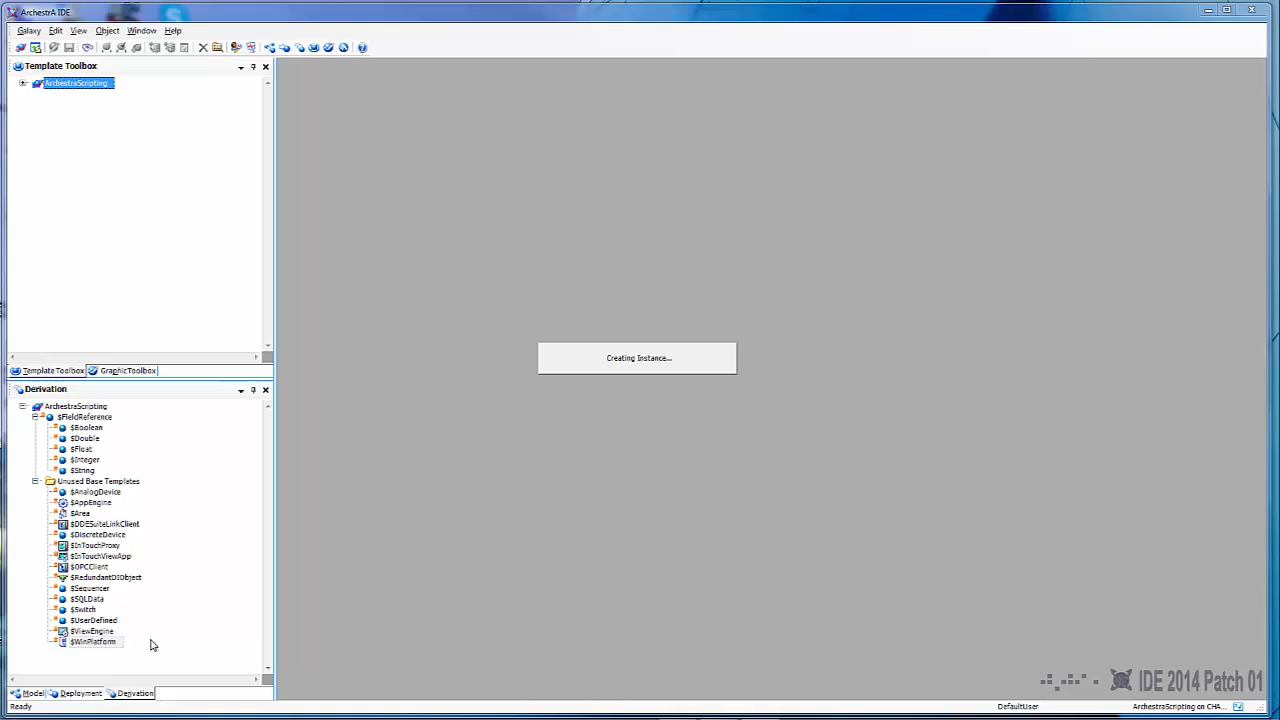 ArchestrA IDE
Galaxy Edit View Object Window Help
Template Toolbox
ArchestraScripting
Creating Instance...
Template Toolbox GraphicToolbox
Derivation
ArchestraScripting
$FieldReference
$Boolean
$Double
$Float
$Integer
$String
Unused Base Templates
$AnalogDevice
$AppEngine
$Area
$DDESuiteLinkClient
$DiscreteDevice
$InTouchProxy
$InTouchViewApp
$OPCClient
$RedundantDIObject
$Sequencer
$SQLData
$Switch
$UserDefined
$ViewEngine
$WinPlatform
IDE 2014 Patch 01
Model Deployment Derivation
Ready DefaultUser ArchestraScripting on CHA...